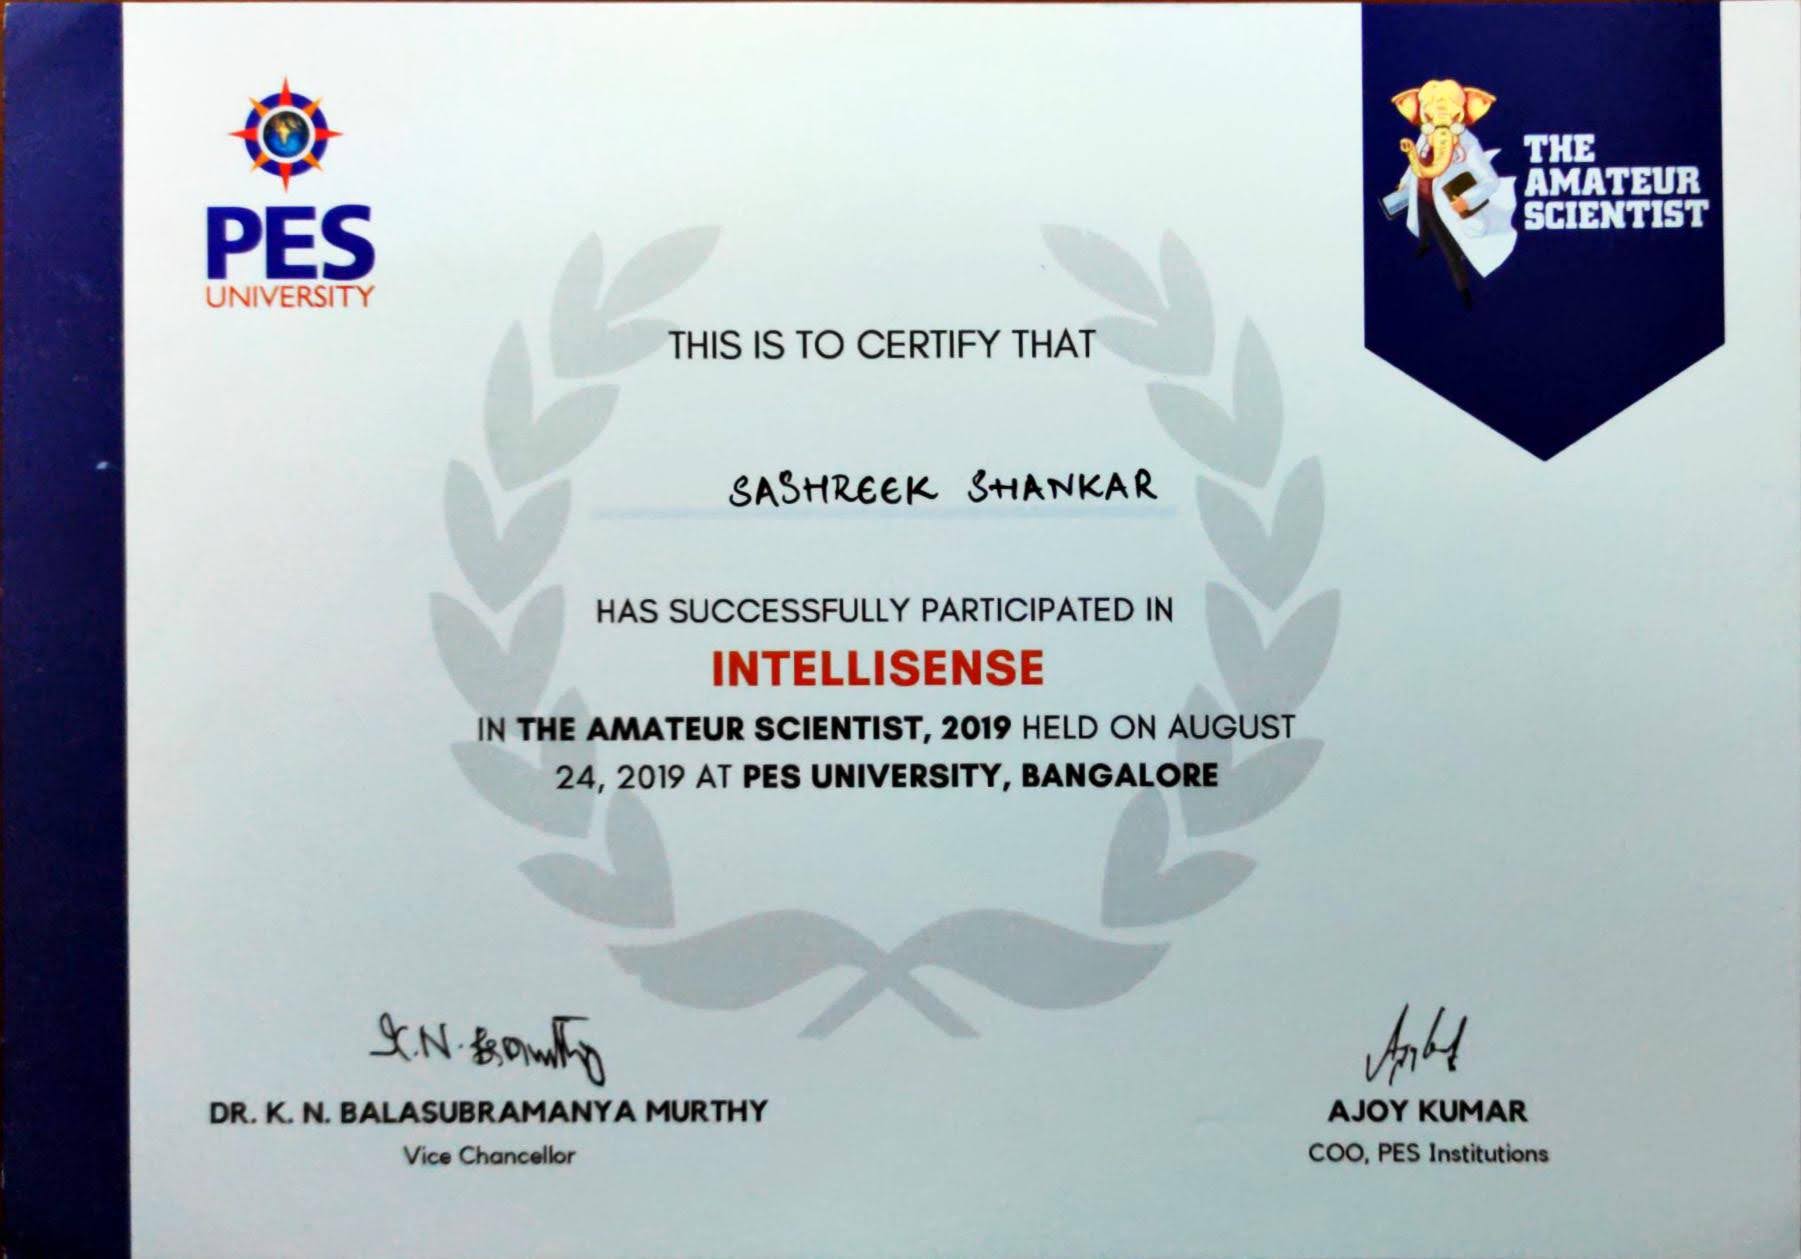 PES
UNIVERSITY
THE
AMATEUR
SCIENTIST
THIS IS TO CERTIFY THAT
SASHREEK SHANKAR
HAS SUCCESSFULLY PARTICIPATED IN
INTELLISENSE
IN THE AMATEUR SCIENTIST, 2019 HELD ON AUGUST
24, 2019 AT PES UNIVERSITY, BANGALORE
K.N.
DR. K. N. BALASUBRAMANYA MURTHY
Vice Chancellor
AJOY KUMAR
COO, PES Institutions